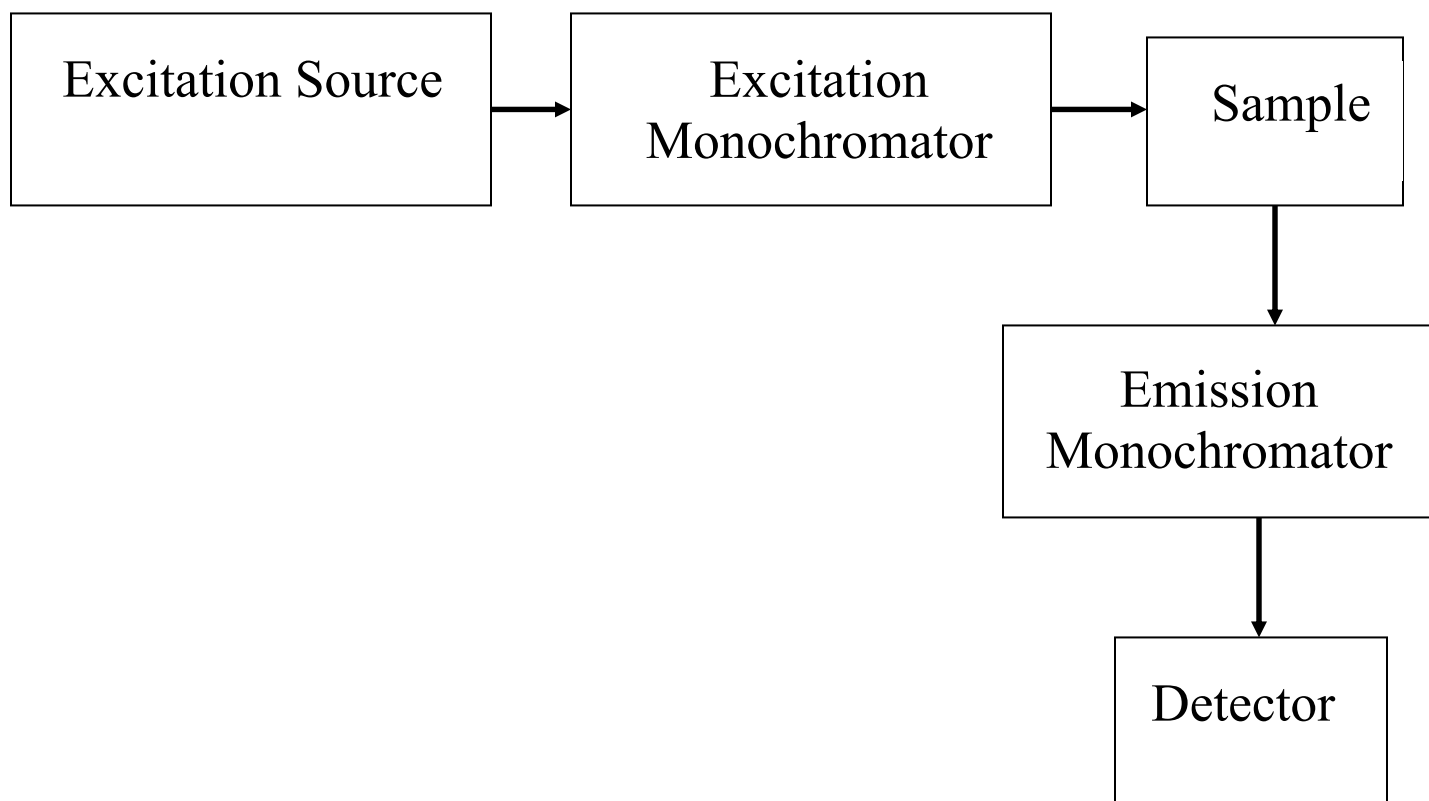 Excitation Source
Excitation
Monochromator
Sample
Emission
Monochromator
Detector